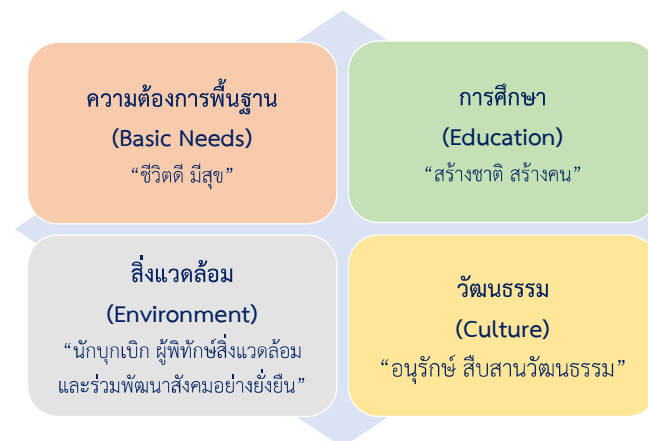 ความต้องการพื้นฐาน
(Basic Needs)
“ชีวิตดี มีสุข”
การศึกษา
(Education)
“สร้างชาติ สร้างคน”
สิ่งแวดล้อม
(Environment)
“นักบุกเบิก ผู้พิทักษ์สิ่งแวดล้อม
และร่วมพัฒนาสังคมอย่างยั่งยืน”
วัฒนธรรม
(Culture)
“อนุรักษ์ สืบสานวัฒนธรรม”